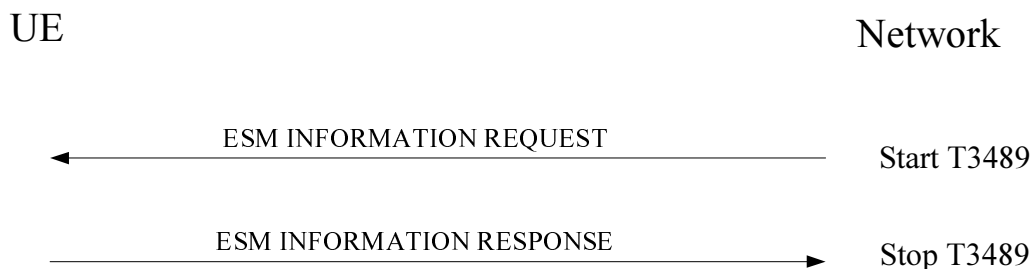 UE
Network
ESM INFORMATION REQUEST
Start T3489
ESM INFORMATION RESPONSE
Stop T3489